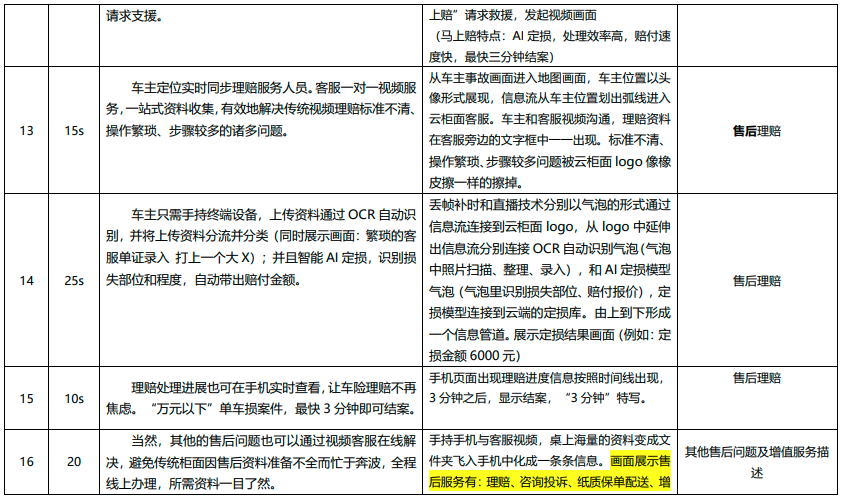 请求支援。
上赔”请求救援，发起视频画面
（马上赔特点：AI 定损，处理效率高，赔付速
度快，最快三分钟结案）
13
15s
车主定位实时同步理赔服务人员。客服一对一视频服
务，一站式资料收集，有效地解决传统视频理赔标准不清、
操作繁琐、步骤较多的诸多问题。
从车主事故画面进入地图画面，车主位置以头
像形式展现，信息流从车主位置划出弧线进入
云柜面客服。车主和客服视频沟通，理赔资料
在客服旁边的文字框中一一出现。标准不清、
操作繁琐、步骤较多问题被云柜面 logo 像橡
皮擦一样的擦掉。
售后理赔
14
25s
车主只需手持终端设备，上传资料通过 OCR 自动识
别，并将上传资料分流并分类（同时展示画面：繁琐的客
服单证录入 打上一个大 X）；并且智能 AI 定损，识别损
失部位和程度，自动带出赔付金额。
丢帧补时和直播技术分别以气泡的形式通过
信息流连接到云柜面 logo，从 logo 中延伸
出信息流分别连接 OCR 自动识别气泡（气泡
中照片扫描、整理、录入），和 AI 定损模型
气泡（气泡里识别损失部位、赔付报价），定
损模型连接到云端的定损库。由上到下形成
一个信息管道。展示定损结果画面（例如：定
损金额 6000 元）
售后理赔
15
10s
理赔处理进展也可在手机实时查看，让车险理赔不再
焦虑。“万元以下”单车损案件，最快 3 分钟即可结案。
手机页面出现理赔进度信息按照时间线出现，
3 分钟之后，显示结案，“3 分钟”特写。
售后理赔
16
20
当然，其他的售后问题也可以通过视频客服在线解
决，避免传统柜面因售后资料准备不全而忙于奔波，全程
线上办理，所需资料一目了然。
手持手机与客服视频，桌上海量的资料变成文
件夹飞入手机中化成一条条信息。画面展示售
后服务有：理赔、咨询投诉、纸质保单配送、增
其他售后问题及增值服务描
述